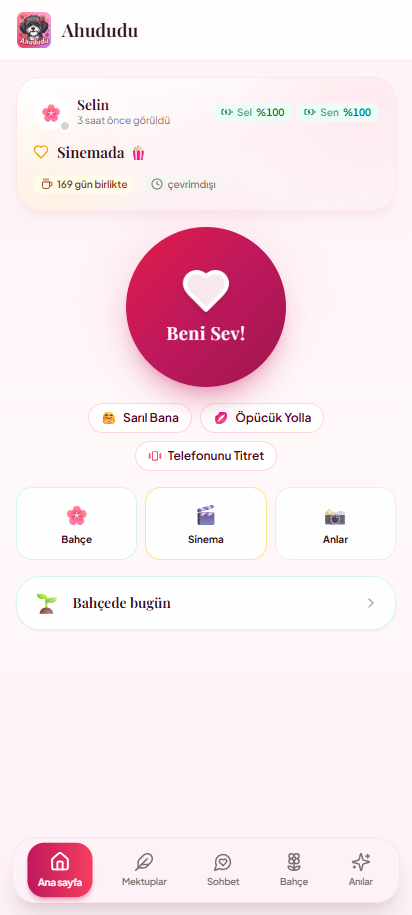 Ahududu
Ahududu
Selin
3 saat önce görüldü
Sel %100
Sen %100
Sinemada
169 gün birlikte
çevrimdışı
Beni Sev!
Sarıl Bana
Öpücük Yolla
Telefonunu Titret
Bahçe
Sinema
Anlar
Bahçede bugün
Ana sayfa
Mektuplar
Sohbet
Bahçe
Anılar